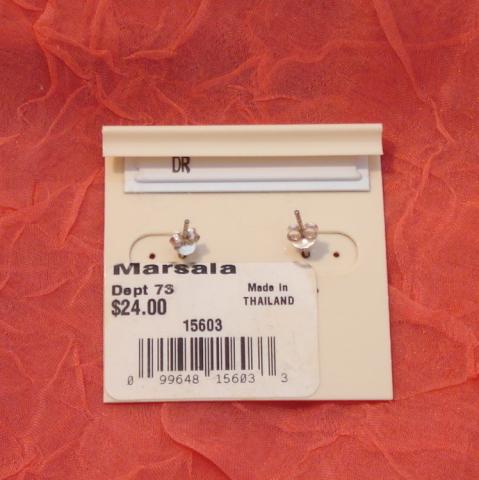 DR
Marsala
Dept 73
Made in
THAILAND
$24.00
15603
0 99648 15603 3